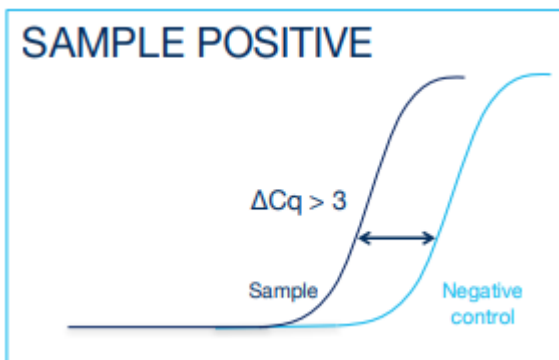 SAMPLE POSITIVE
ΔCq > 3
Sample
Negative
control